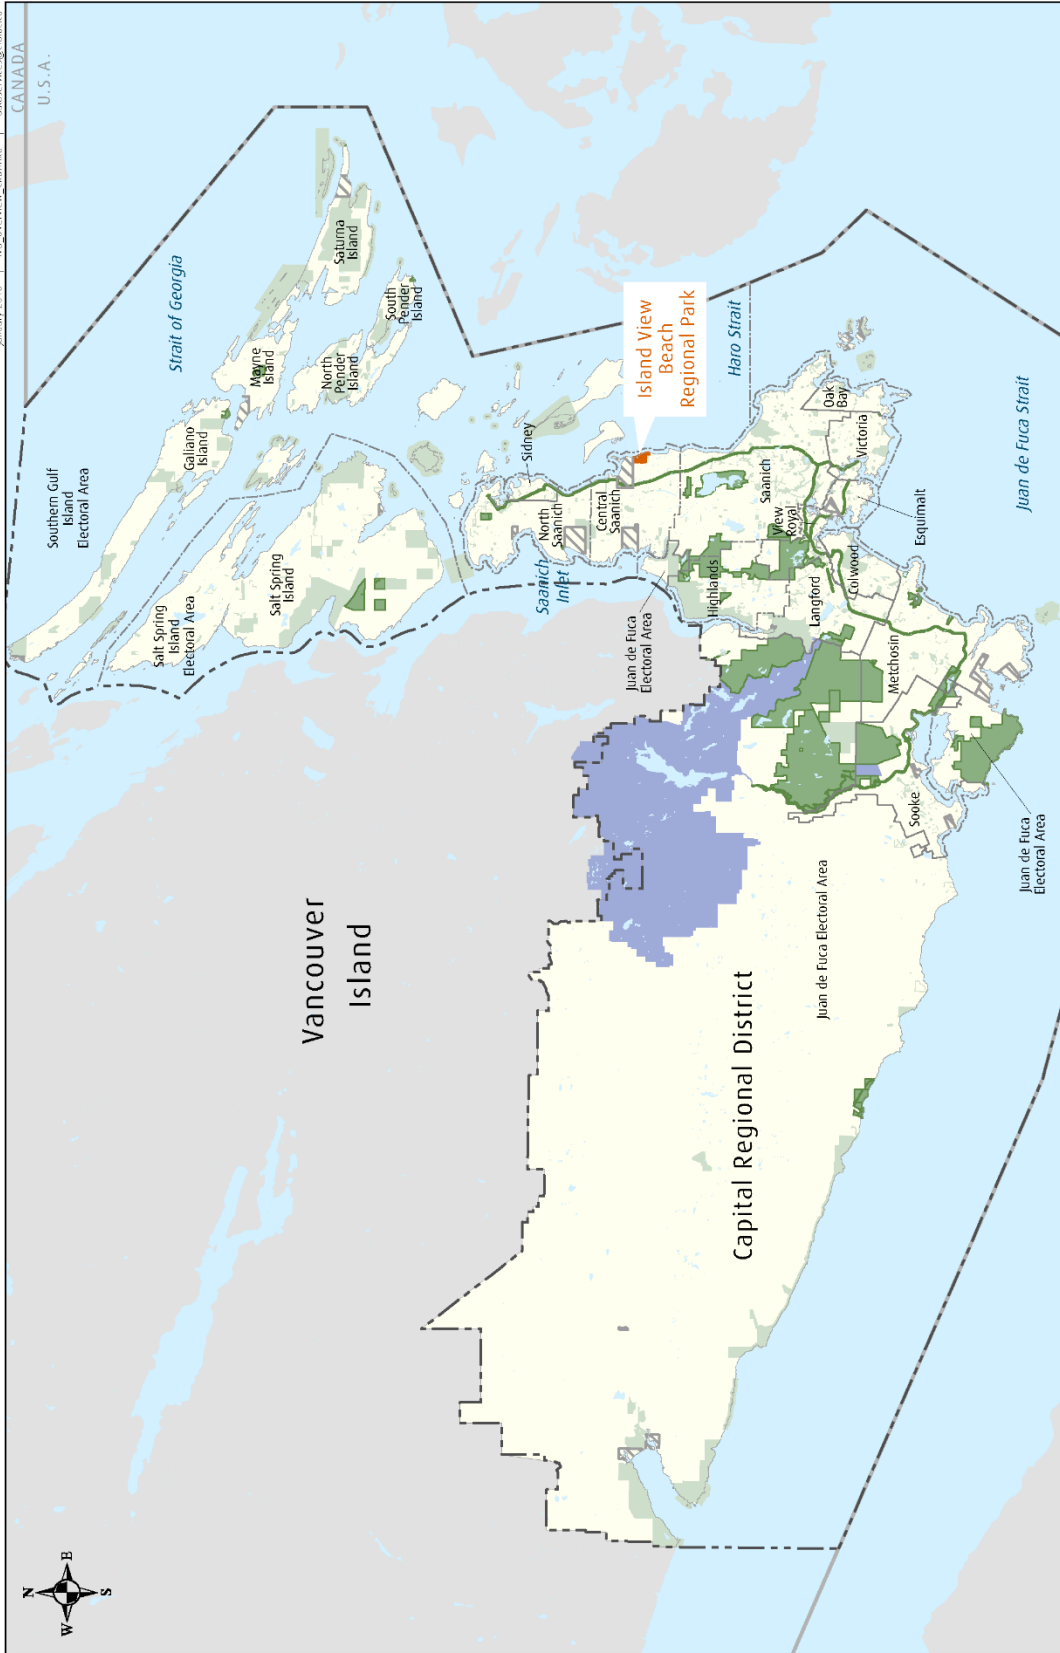 CANADA
U.S.A.
Strait of Georgia
Southern Gulf
Island
Electoral Area
Galiano
Island
Mayne
Island
Saturna
Island
North
Pender
Island
South
Pender
Island
Salt Spring
Island
Electoral Area
Salt Spring
Island
Sidney
North
Saanich
Central
Saanich
Saanich
Inlet
Island View
Beach
Regional Park
Haro Strait
Juan de Fuca
Electoral Area
Highlands
Saanich
View
Royal
Oak
Bay
Victoria
Esquimalt
Langford
Colwood
Metchosin
Sooke
Juan de Fuca Strait
Juan de Fuca
Electoral Area
Juan de Fuca Electoral Area
Capital Regional District
Vancouver
Island
N
W
E
S